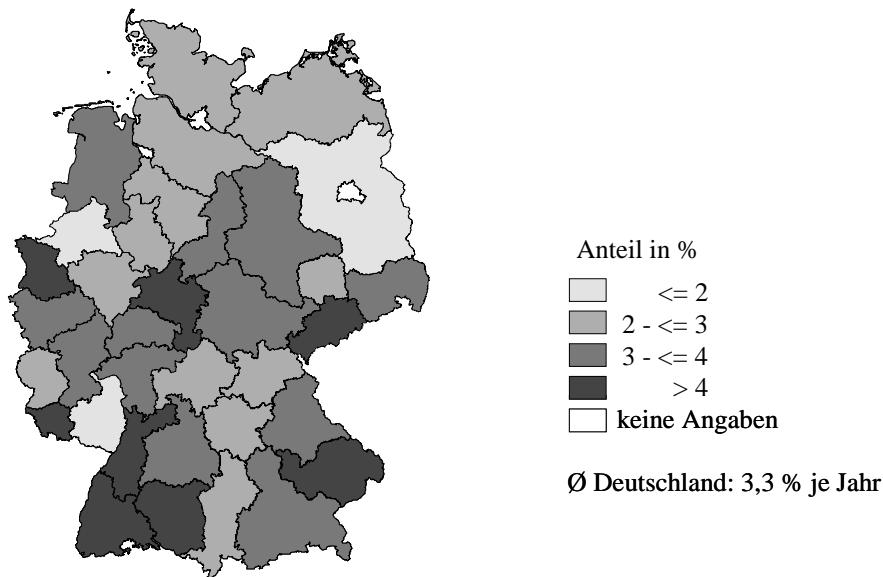 Anteil in %
<= 2
2 - <= 3
3 - <= 4
> 4
keine Angaben
Ø Deutschland: 3,3 % je Jahr